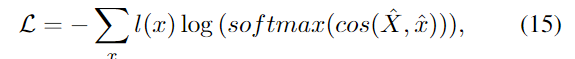 ℒ = − ∑ₓ l(x) log (softmax(cos(X̂, x̂))), (15)